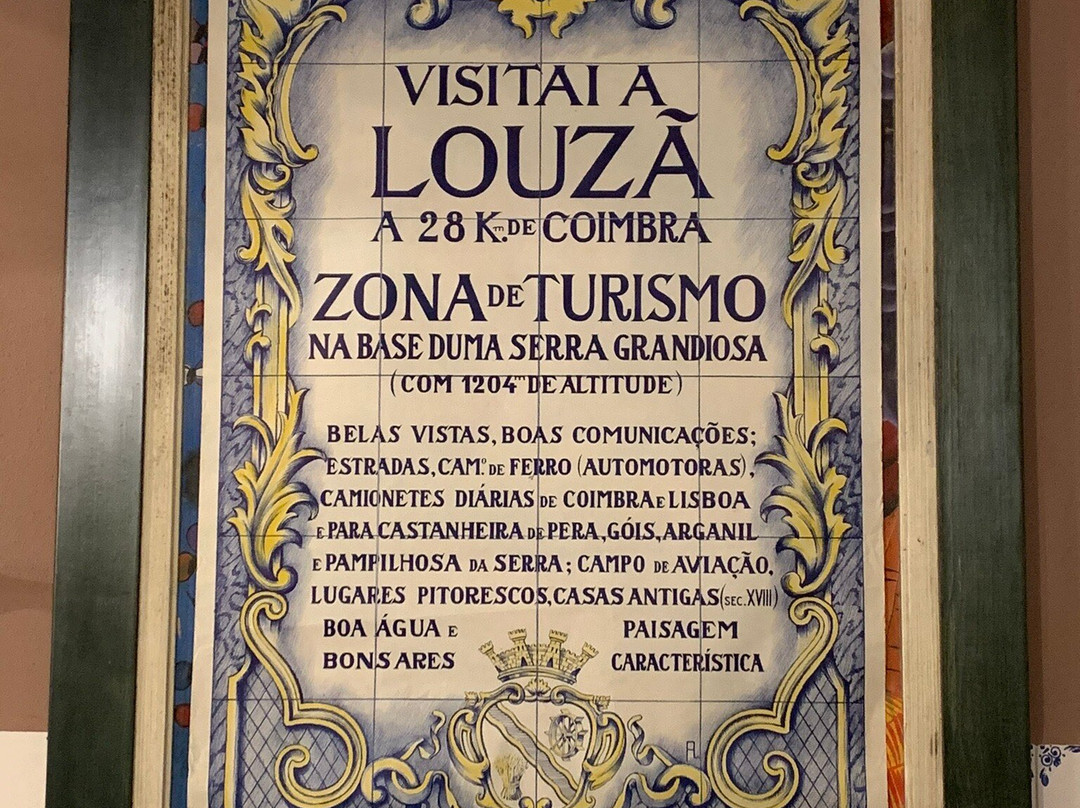 VISITAI A
LOUZÃ
A 28 Km. DE COIMBRA
ZONA DE TURISMO
NA BASE DUMA SERRA GRANDIOSA
(COM 1204m DE ALTITUDE)
BELAS VISTAS, BOAS COMUNICAÇÕES;
ESTRADAS, CAM.º DE FERRO (AUTOMOTORAS),
CAMIONETES DIÁRIAS DE COIMBRA E LISBOA
E PARA CASTANHEIRA DE PERA, GÓIS, ARGANIL
E PAMPILHOSA DA SERRA; CAMPO DE AVIAÇÃO,
LUGARES PITORESCOS, CASAS ANTIGAS (SEC. XVIII)
BOA ÁGUA E
BONS ARES
PAISAGEM
CARACTERÍSTICA